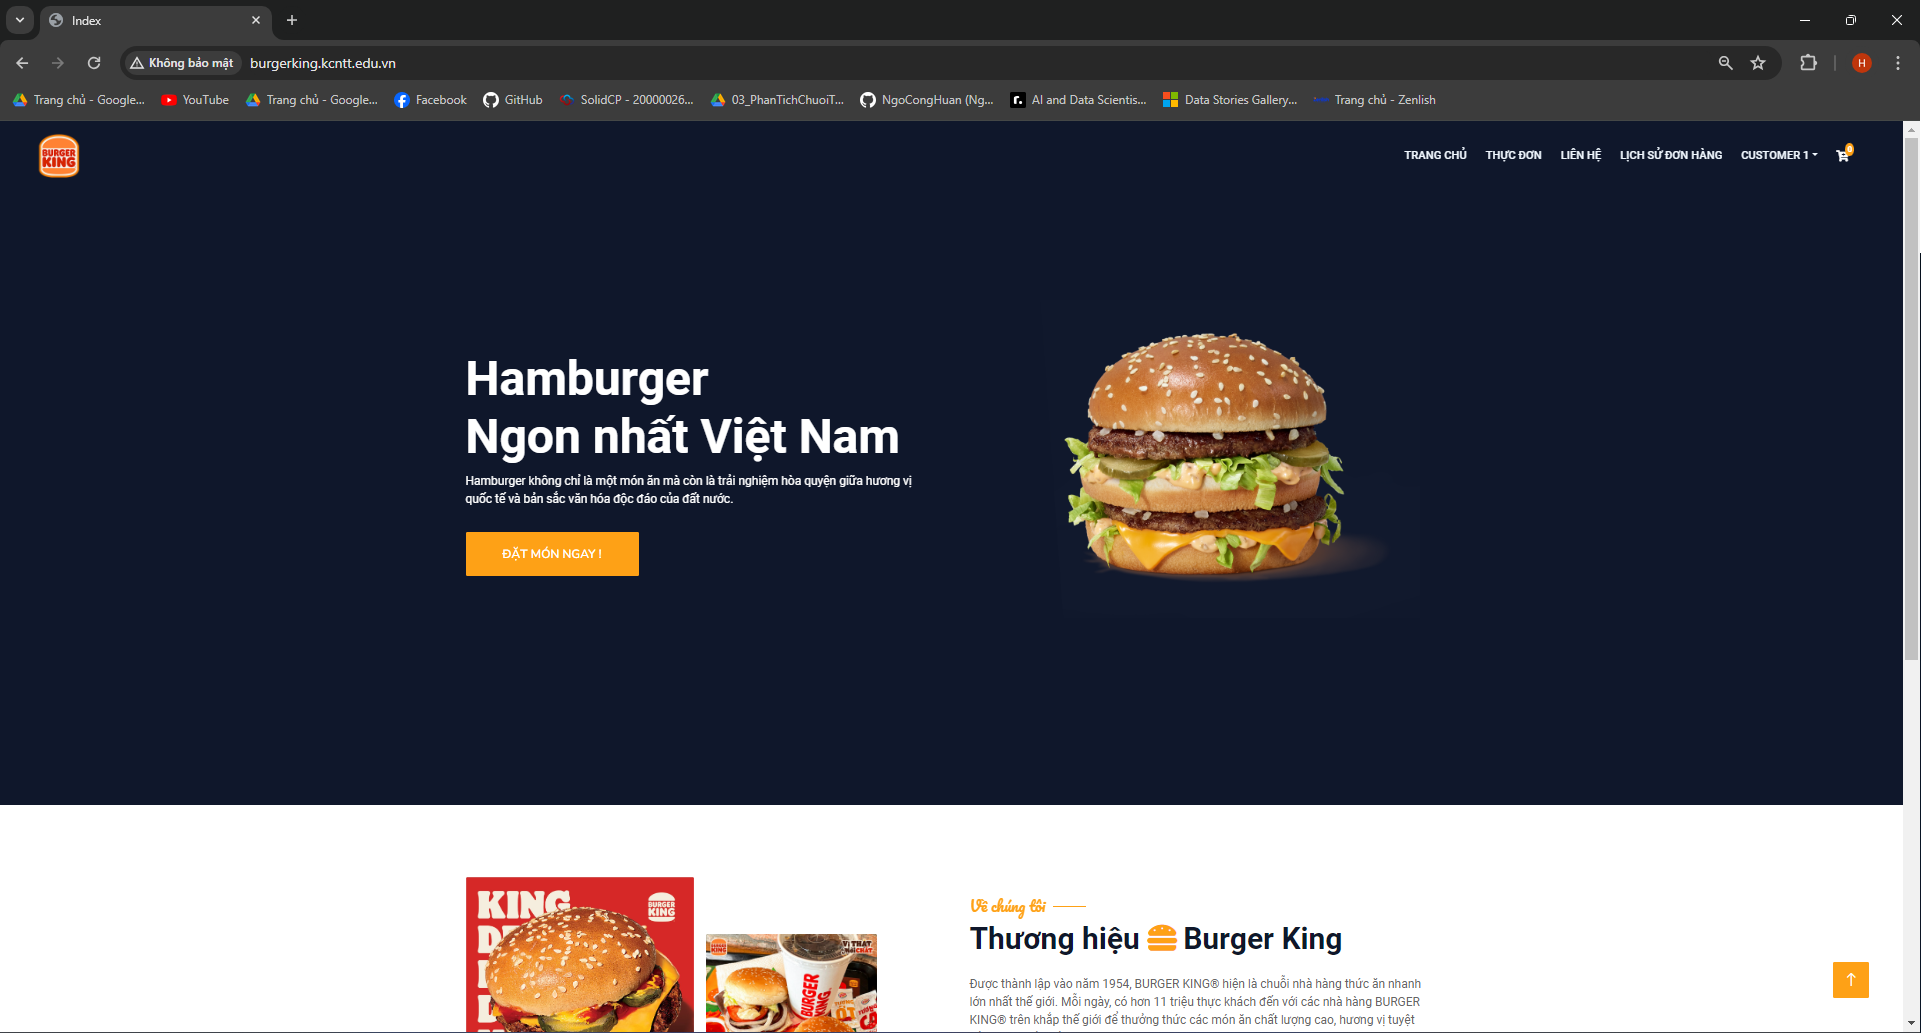 Index
Không bảo mật
burgerking.kcntt.edu.vn
H
Trang chủ - Google...
YouTube
Trang chủ - Google...
Facebook
GitHub
SolidCP - 20000026...
03_PhanTichChuoiT...
NgoCongHuan (Ng...
AI and Data Scientis...
Data Stories Gallery...
Trang chủ - Zenlish
BURGER
KING
TRANG CHỦ
THỰC ĐƠN
LIÊN HỆ
LỊCH SỬ ĐƠN HÀNG
CUSTOMER 1
0
Hamburger
Ngon nhất Việt Nam
Hamburger không chỉ là một món ăn mà còn là trải nghiệm hòa quyện giữa hương vị
quốc tế và bản sắc văn hóa độc đáo của đất nước.
ĐẶT MÓN NGAY !
KING
BURGER
KING
BURGER
KING
Về chúng tôi
Thương hiệu Burger King
Được thành lập vào năm 1954, BURGER KING® hiện là chuỗi nhà hàng thức ăn nhanh
lớn nhất thế giới. Mỗi ngày, có hơn 11 triệu thực khách đến với các nhà hàng BURGER
KING® trên khắp thế giới để thưởng thức các món ăn chất lượng cao, hương vị tuyệt